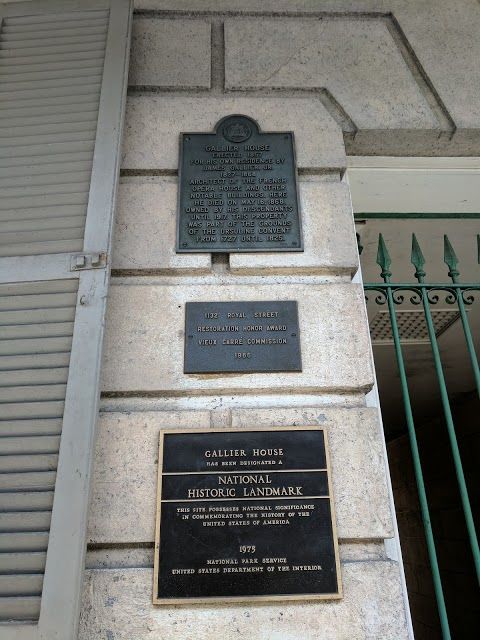 GALLIER HOUSE
ERECTED 1857
FOR HIS OWN RESIDENCE BY
JAMES GALLIER, JR.
1827-1868
ARCHITECT OF THE FRENCH
OPERA HOUSE AND OTHER
NOTABLE BUILDINGS. HERE
HE DIED ON MAY 16, 1868.
OWNED BY HIS DESCENDANTS
UNTIL 1917. THIS PROPERTY
WAS PART OF THE GROUNDS
OF THE URSULINE CONVENT
FROM 1727 UNTIL 1825.
1132 ROYAL STREET
RESTORATION HONOR AWARD
VIEUX CARRE COMMISSION
1966
GALLIER HOUSE
HAS BEEN DESIGNATED A
NATIONAL
HISTORIC LANDMARK
THIS SITE POSSESSES NATIONAL SIGNIFICANCE
IN COMMEMORATING THE HISTORY OF THE
UNITED STATES OF AMERICA
1975
NATIONAL PARK SERVICE
UNITED STATES DEPARTMENT OF THE INTERIOR